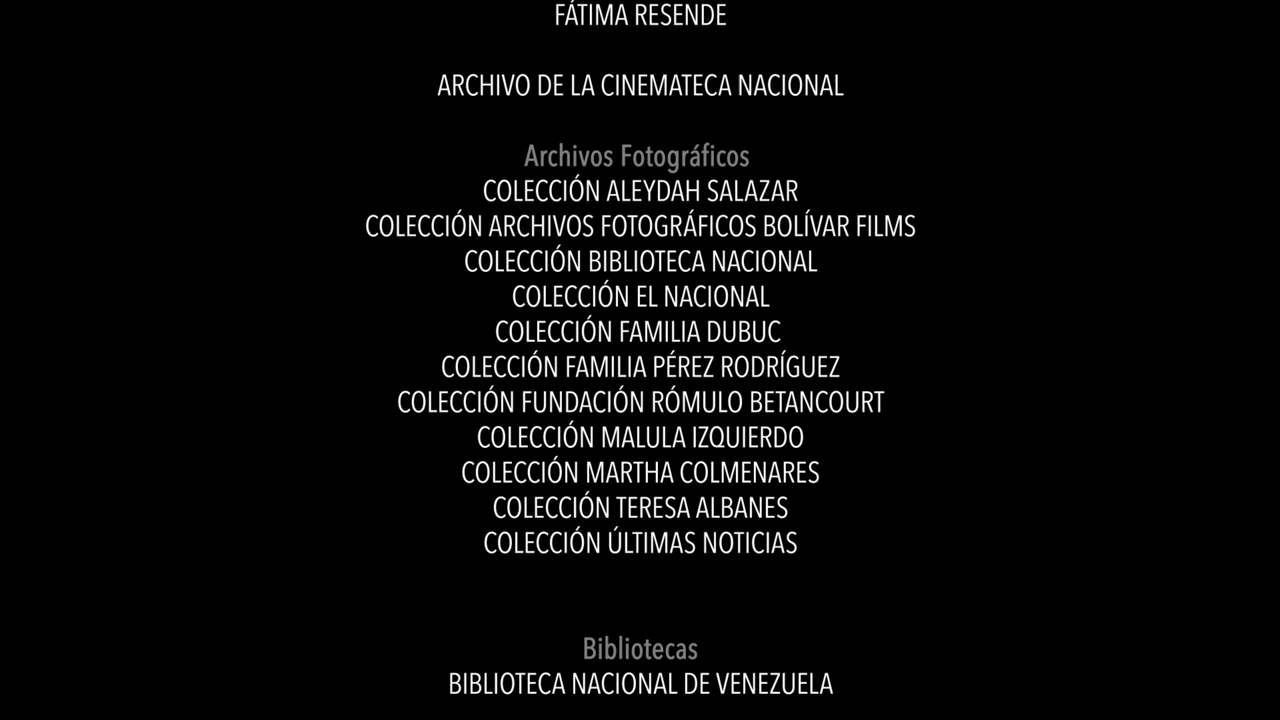 FÁTIMA RESENDE
ARCHIVO DE LA CINEMATECA NACIONAL
Archivos Fotográficos
COLECCIÓN ALEYDAH SALAZAR
COLECCIÓN ARCHIVOS FOTOGRÁFICOS BOLÍVAR FILMS
COLECCIÓN BIBLIOTECA NACIONAL
COLECCIÓN EL NACIONAL
COLECCIÓN FAMILIA DUBUC
COLECCIÓN FAMILIA PÉREZ RODRÍGUEZ
COLECCIÓN FUNDACIÓN RÓMULO BETANCOURT
COLECCIÓN MALULA IZQUIERDO
COLECCIÓN MARTHA COLMENARES
COLECCIÓN TERESA ALBANES
COLECCIÓN ÚLTIMAS NOTICIAS
Bibliotecas
BIBLIOTECA NACIONAL DE VENEZUELA